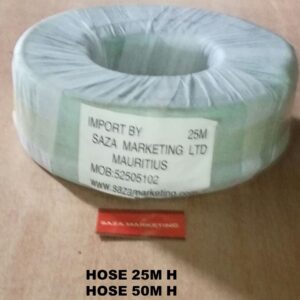 IMPORT BY 25M
SAZA MARKETING LTD
MAURITIUS
MOB:52505102
www.sazamarketing.com
SAZA MARKETING
HOSE 25M H
HOSE 50M H